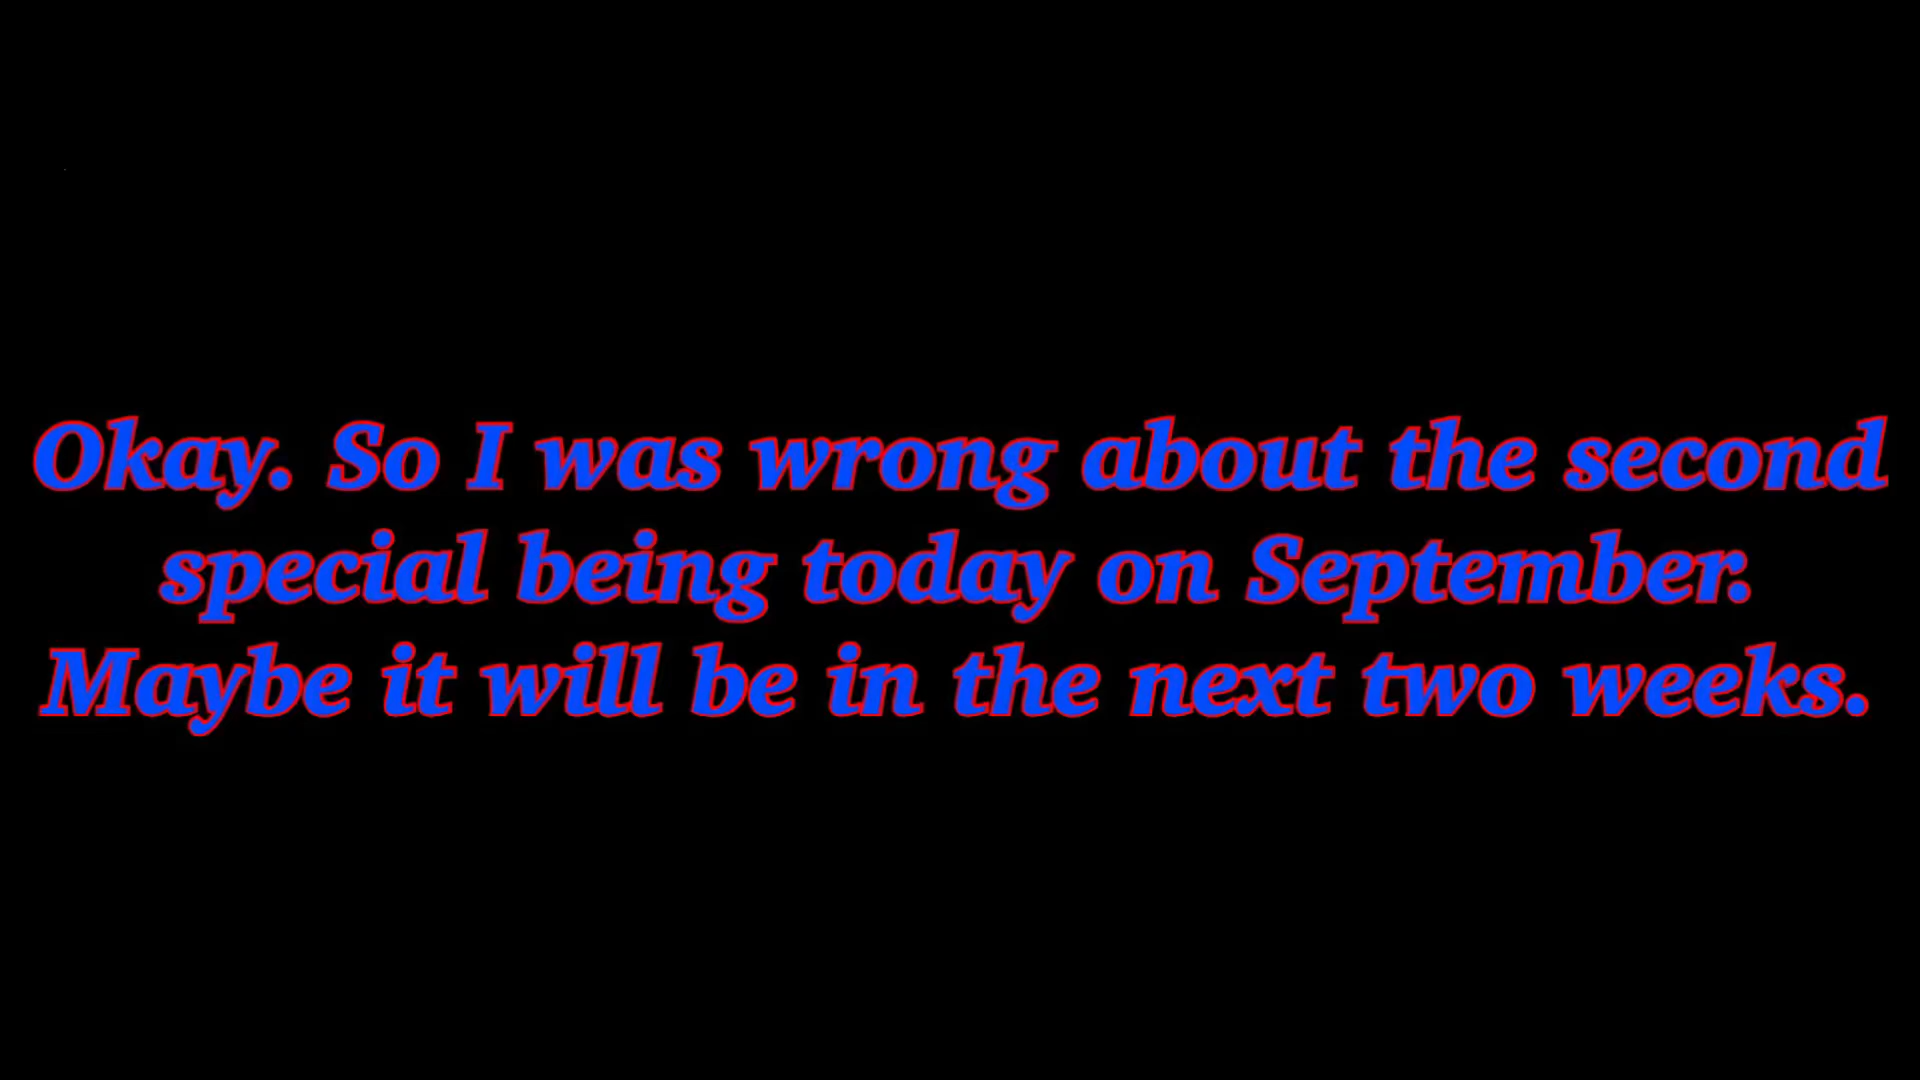 Okay. So I was wrong about the second
special being today on September.
Maybe it will be in the next two weeks.